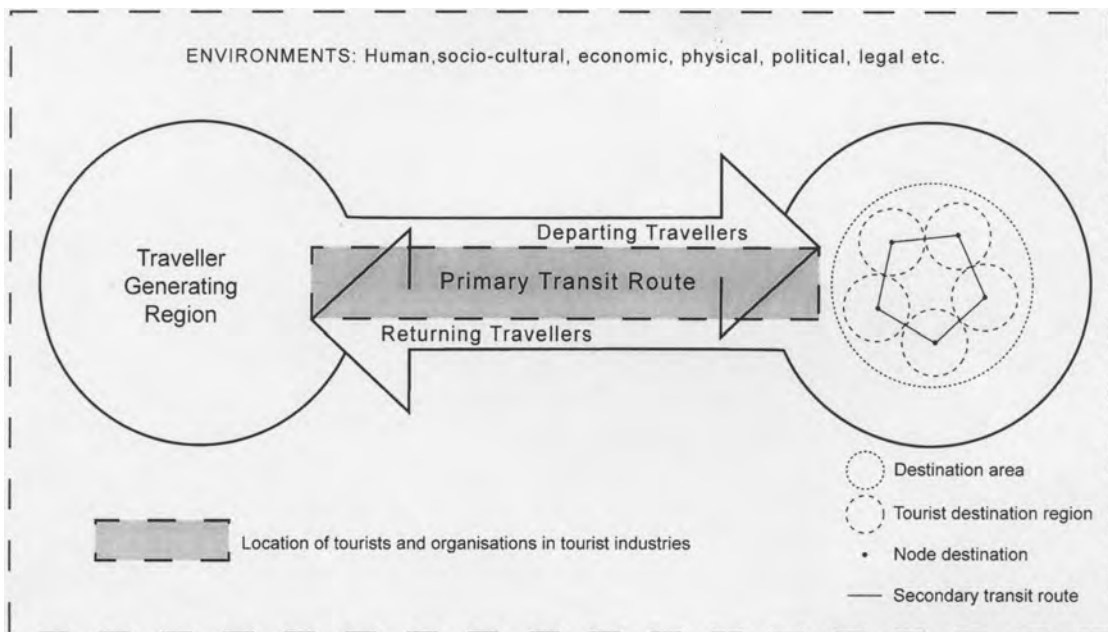 ENVIRONMENTS: Human,socio-cultural, economic, physical, political, legal etc.
Departing Travellers
Traveller
Generating
Region
Primary Transit Route
Returning Travellers
Destination area
Tourist destination region
Location of tourists and organisations in tourist industries
Node destination
Secondary transit route